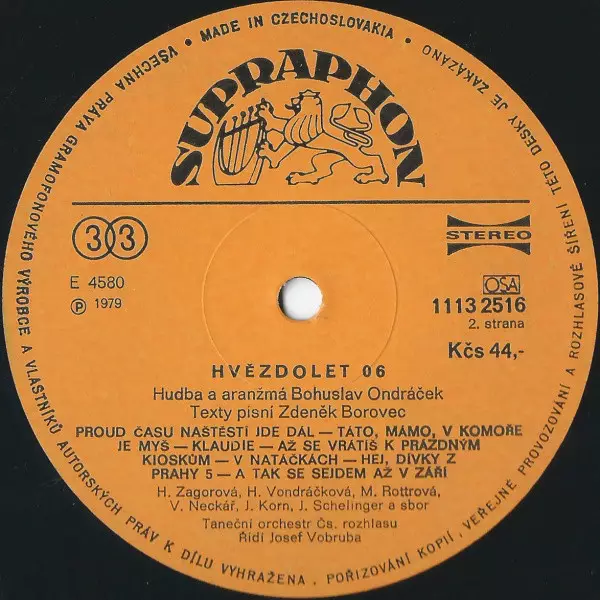 VŠECHNA PRÁVA GRAMOFONOVÉHO VÝROBCE A VLASTNÍKŮ AUTORSKÝCH PRÁV K DÍLU VYHRAŽENA. POŘIZOVÁNÍ KOPIÍ, VEŘEJNÉ PROVOZOVÁNÍ A ROZHLASOVÉ ŠÍŘENÍ TÉTO DESKY JE ZAKÁZÁNO
• MADE IN CZECHOSLOVAKIA •
SUPRAPHON
33
STEREO
E 4580
Ⓟ 1979
OSA
1113 2516
2. strana
Kčs 44,-
HVĚZDOLET 06
Hudba a aranžmá Bohuslav Ondráček
Texty písní Zdeněk Borovec
PROUD ČASU NAŠTĚSTÍ JDE DÁL — TÁTO, MÁMO, V KOMOŘE
JE MYŠ — KLAUDIE — AŽ SE VRÁTÍŠ K PRÁZDNÝM
KIOSKŮM — V NATÁČKÁCH — HEJ, DÍVKY Z
PRAHY 5 — A TAK SE SEJDEM AŽ V ZÁŘÍ
H. Zagorová, H. Vondráčková, M. Rottrová,
V. Neckář, J. Korn, J. Schelinger a sbor
Taneční orchestr Čs. rozhlasu
Řídí Josef Vobruba